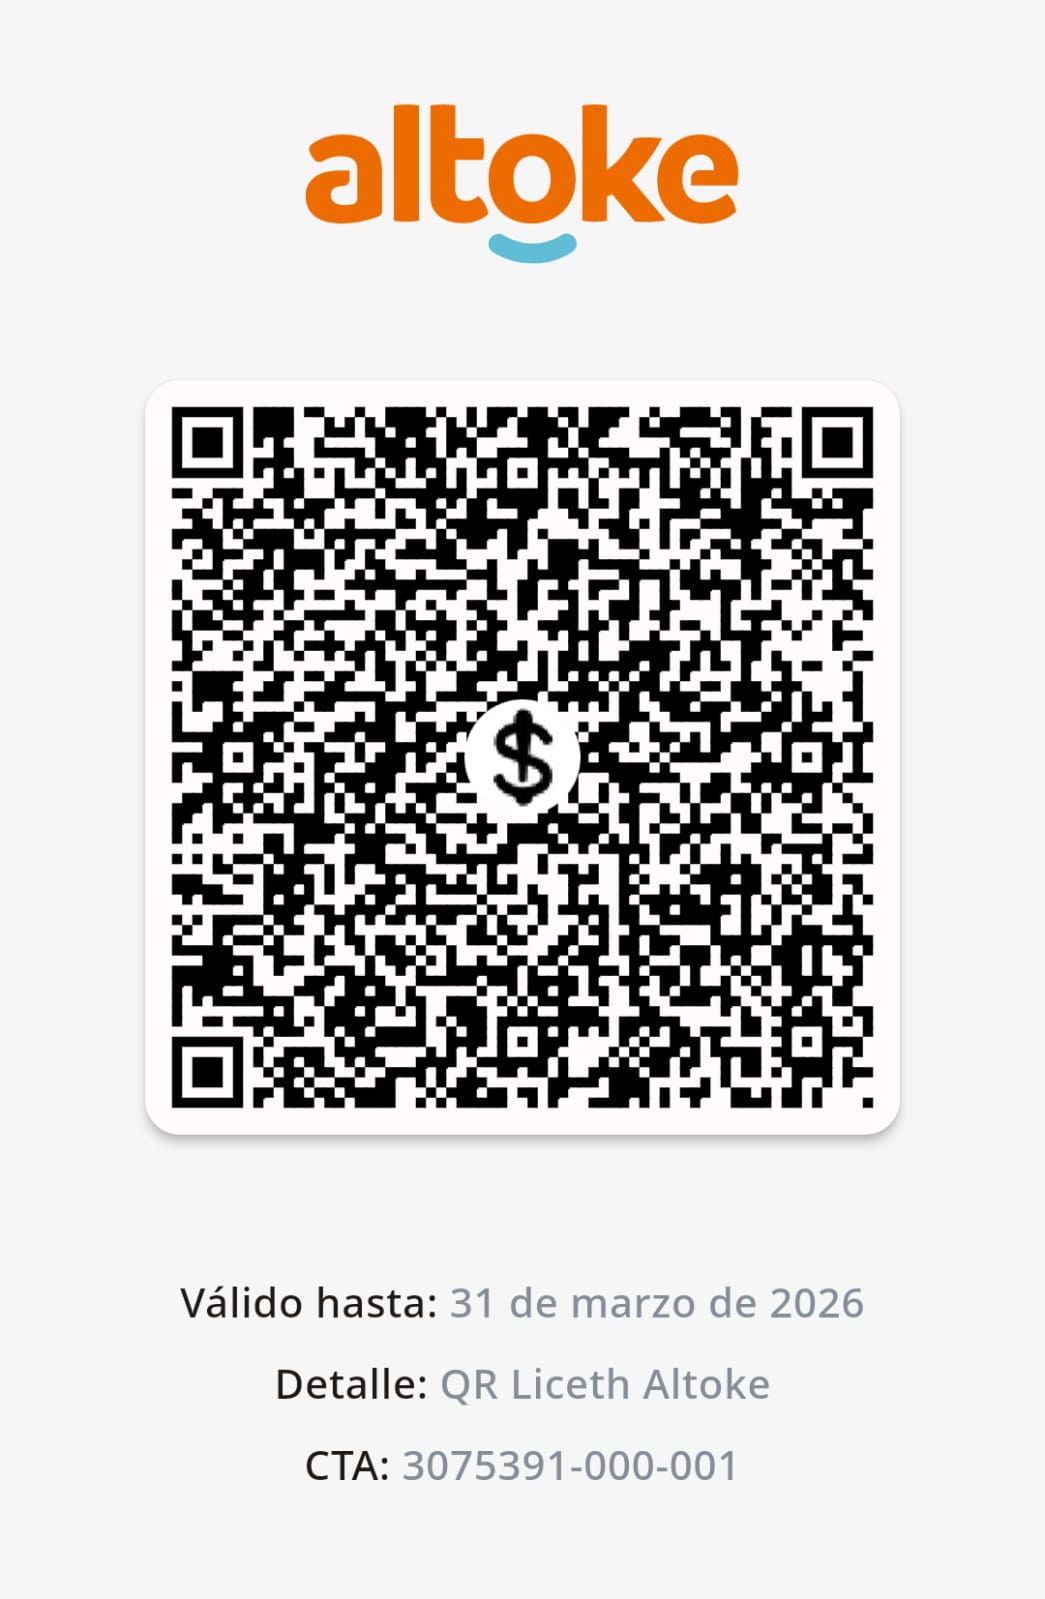 altoke
$
Válido hasta: 31 de marzo de 2026
Detalle: QR Liceth Altoke
CTA: 3075391-000-001